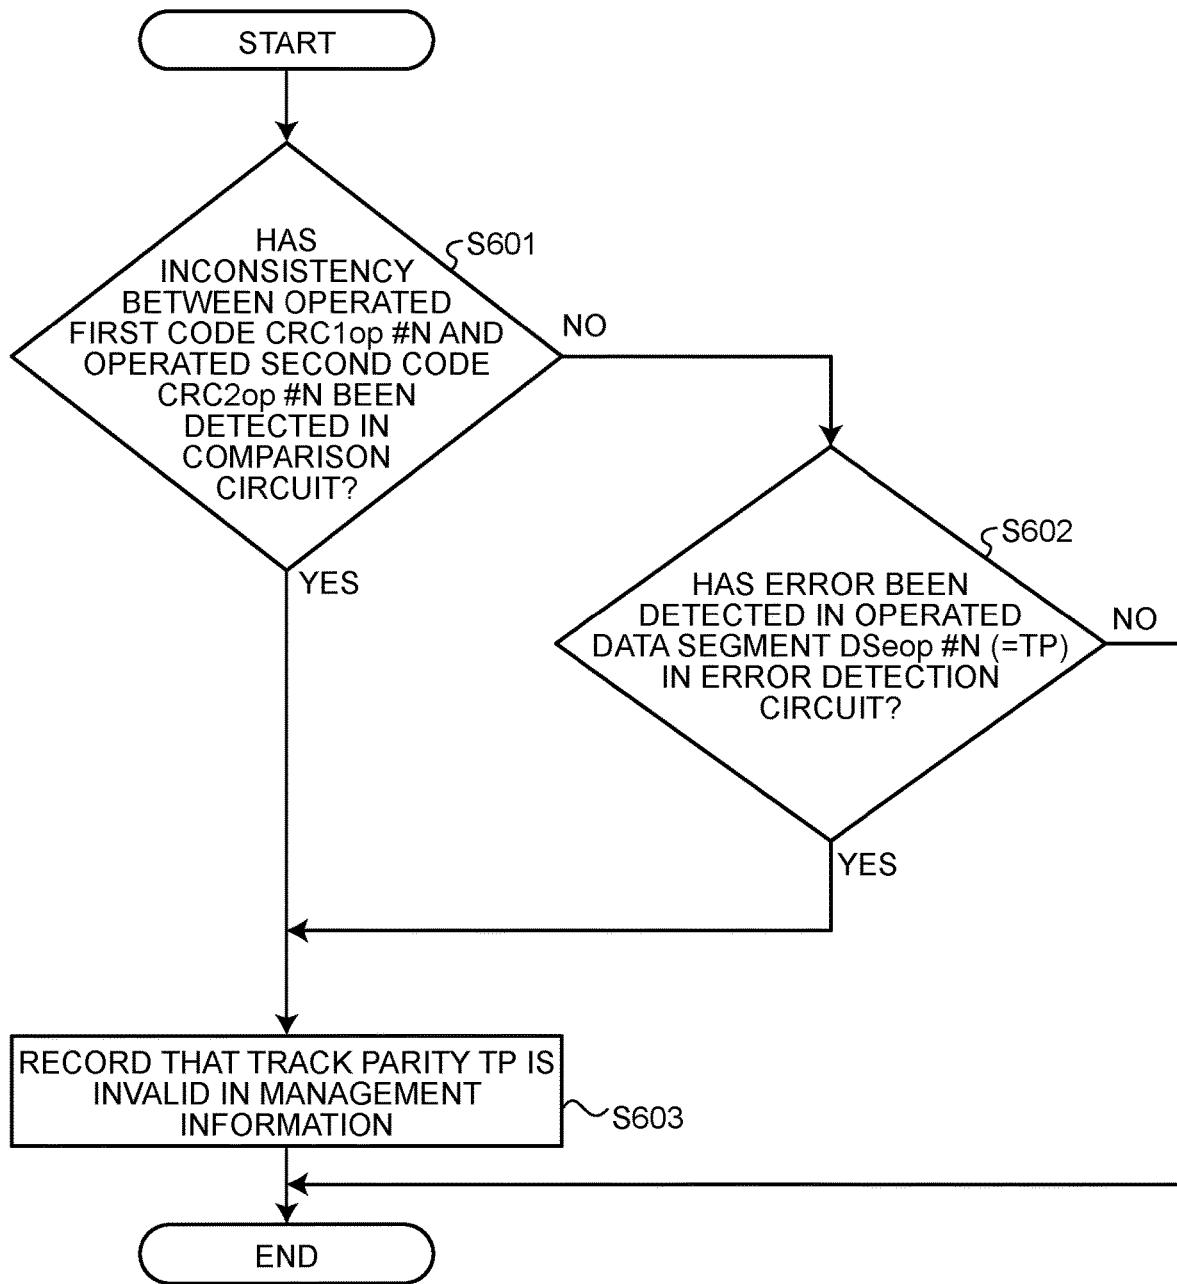 START
HAS
INCONSISTENCY
BETWEEN OPERATED
FIRST CODE CRC1op #N AND
OPERATED SECOND CODE
CRC2op #N BEEN
DETECTED IN
COMPARISON
CIRCUIT?
S601
NO
YES
HAS ERROR BEEN
DETECTED IN OPERATED
DATA SEGMENT DSeop #N (=TP)
IN ERROR DETECTION
CIRCUIT?
S602
NO
YES
RECORD THAT TRACK PARITY TP IS
INVALID IN MANAGEMENT
INFORMATION
S603
END